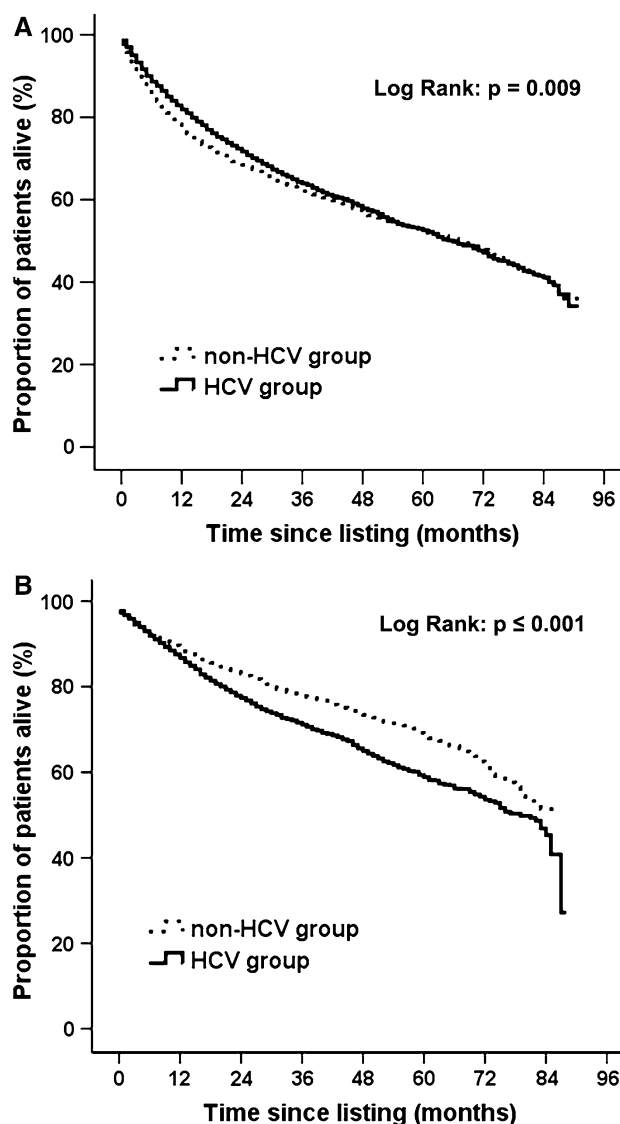 A
100
80
60
40
20
0
Proportion of patients alive (%)
Log Rank: p = 0.009
non-HCV group
HCV group
0 12 24 36 48 60 72 84 96
Time since listing (months)
B
100
80
60
40
20
0
Proportion of patients alive (%)
Log Rank: p ≤ 0.001
non-HCV group
HCV group
0 12 24 36 48 60 72 84 96
Time since listing (months)